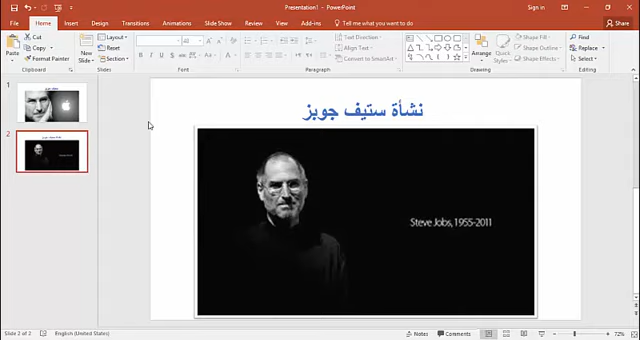 Presentation1 - PowerPoint
Sign in
File
Home
Insert
Design
Transitions
Animations
Slide Show
Review
View
Add-ins
Tell me what you want to do
Share
Paste
Cut
Copy
Format Painter
Clipboard
New Slide
Layout
Reset
Section
Slides
Font
Text Direction
Align Text
Convert to SmartArt
Paragraph
Arrange
Quick Styles
Shape Fill
Shape Outline
Shape Effects
Drawing
Find
Replace
Select
Editing
1
2
نشأة ستيف جوبز
Steve Jobs, 1955-2011
Slide 2 of 2
English (United States)
Notes
Comments
72%